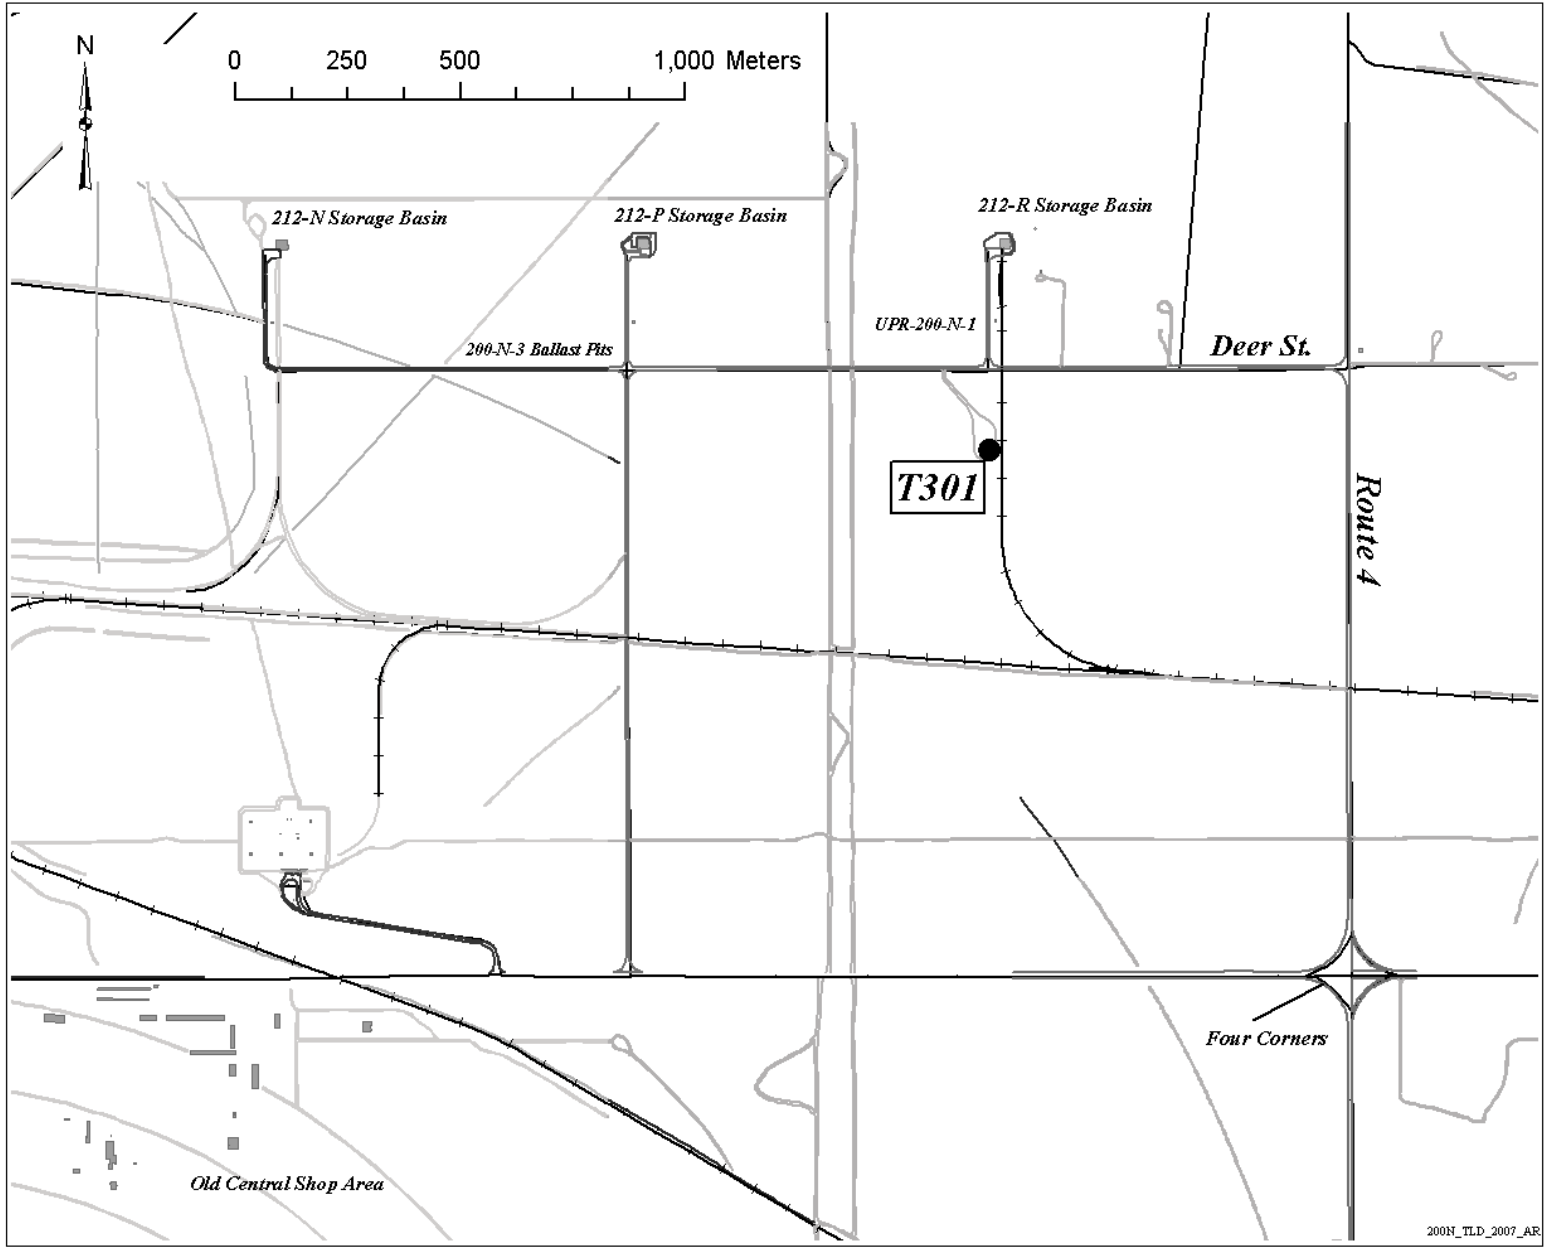 N
0 250 500 1,000 Meters
212-N Storage Basin
212-P Storage Basin
212-R Storage Basin
UPR-200-N-1
200-N-3 Ballast Pits
Deer St.
T301
Route 4
Four Corners
Old Central Shop Area
200N_TLD_2007_AR